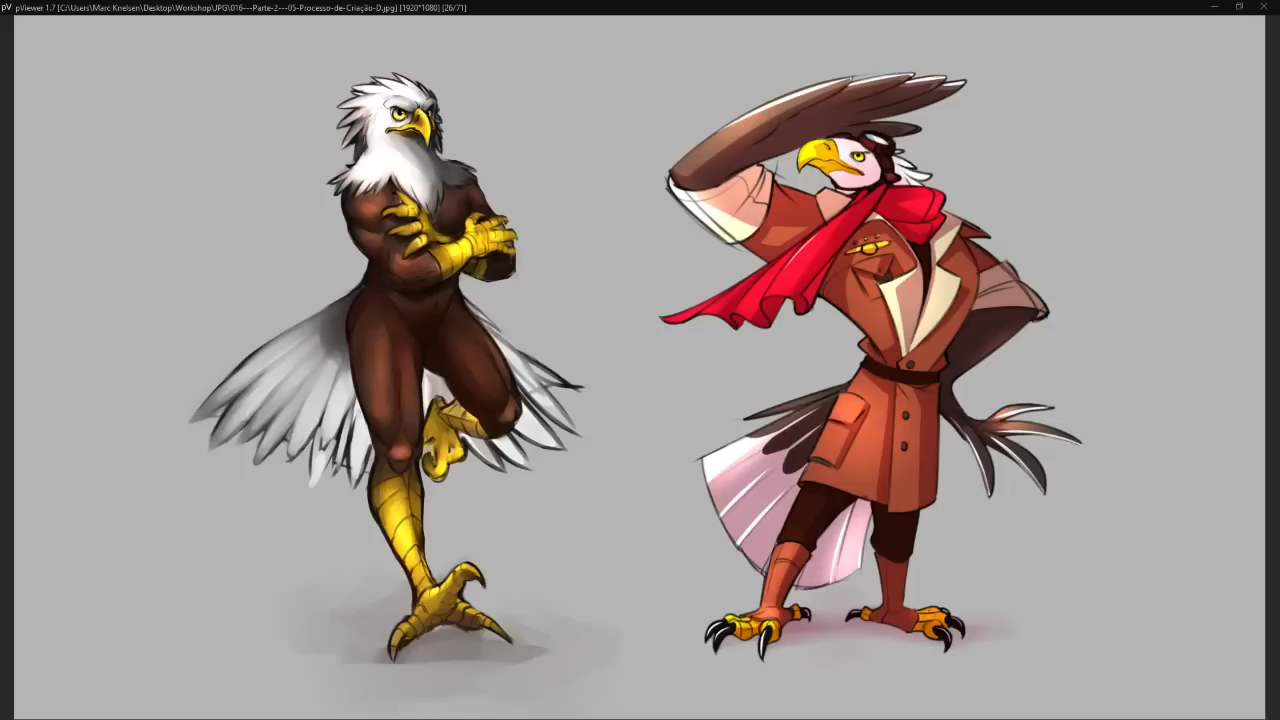 pV pViewer 1.7 [C:\Users\Marc Knelsen\Desktop\Workshop\JPG\016---Parte-2---05-Processo-de-Criação-D.jpg] [1920*1080] [26/71]